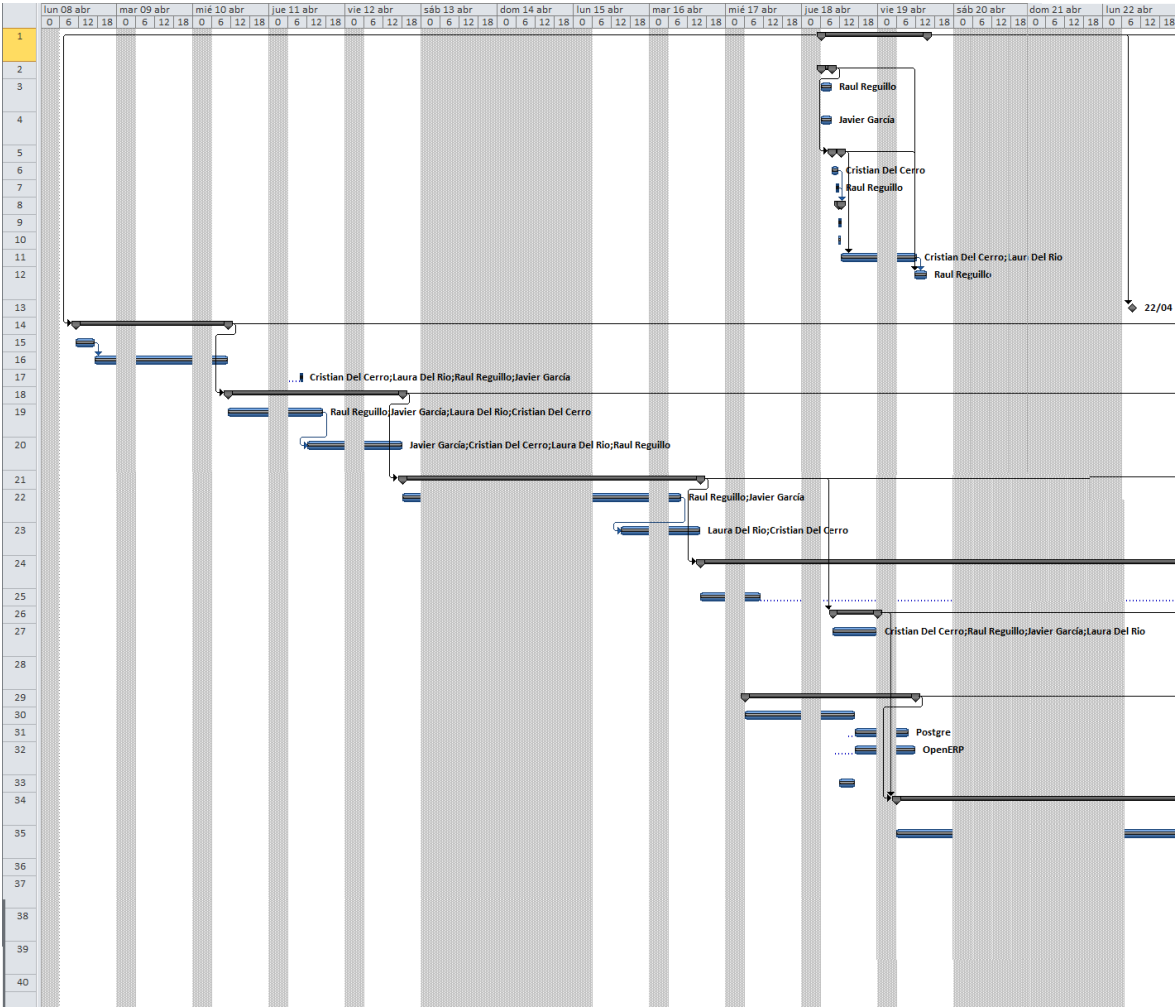 lun 08 abr mar 09 abr mié 10 abr jue 11 abr vie 12 abr sáb 13 abr dom 14 abr lun 15 abr mar 16 abr mié 17 abr jue 18 abr vie 19 abr sáb 20 abr dom 21 abr lun 22 abr
0 6 12 18 0 6 12 18 0 6 12 18 0 6 12 18 0 6 12 18 0 6 12 18 0 6 12 18 0 6 12 18 0 6 12 18 0 6 12 18 0 6 12 18 0 6 12 18 0 6 12 18 0 6 12 18 0 6 12 18
1
2
3 Raul Reguillo
4 Javier García
5
6 Cristian Del Cerro
7 Raul Reguillo
8
9
10
11 Cristian Del Cerro;Laura Del Rio
12 Raul Reguillo
13 22/04
14
15
16
17 Cristian Del Cerro;Laura Del Rio;Raul Reguillo;Javier García
18
19 Raul Reguillo;Javier García;Laura Del Rio;Cristian Del Cerro
20 Javier García;Cristian Del Cerro;Laura Del Rio;Raul Reguillo
21
22 Raul Reguillo;Javier García
23 Laura Del Rio;Cristian Del Cerro
24
25
26
27 Cristian Del Cerro;Raul Reguillo;Javier García;Laura Del Rio
28
29
30
31 Postgre
32 OpenERP
33
34
35
36
37
38
39
40